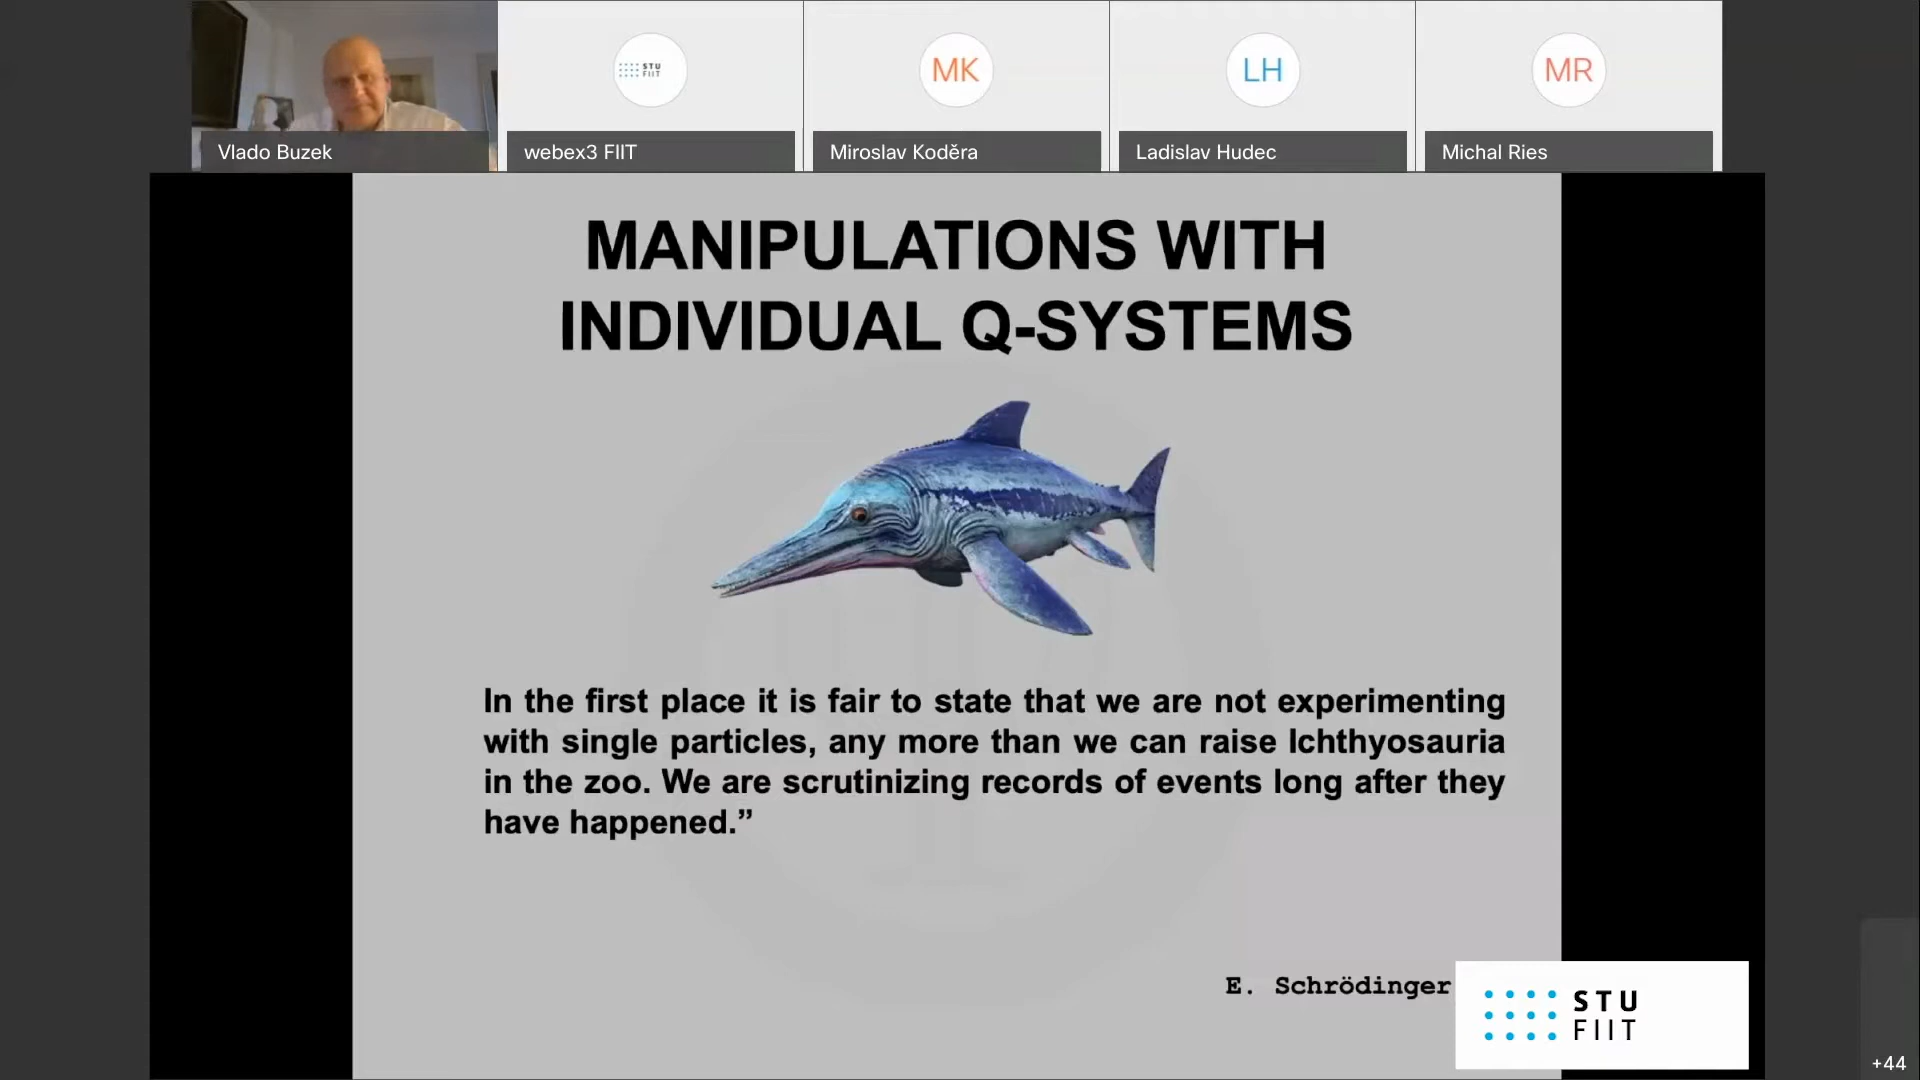 STU
FIIT
MK
LH
MR
Vlado Buzek
webex3 FIIT
Miroslav Koděra
Ladislav Hudec
Michal Ries
MANIPULATIONS WITH
INDIVIDUAL Q-SYSTEMS
In the first place it is fair to state that we are not experimenting
with single particles, any more than we can raise Ichthyosauria
in the zoo. We are scrutinizing records of events long after they
have happened.”
E. Schrödinger
STU
FIIT
+44